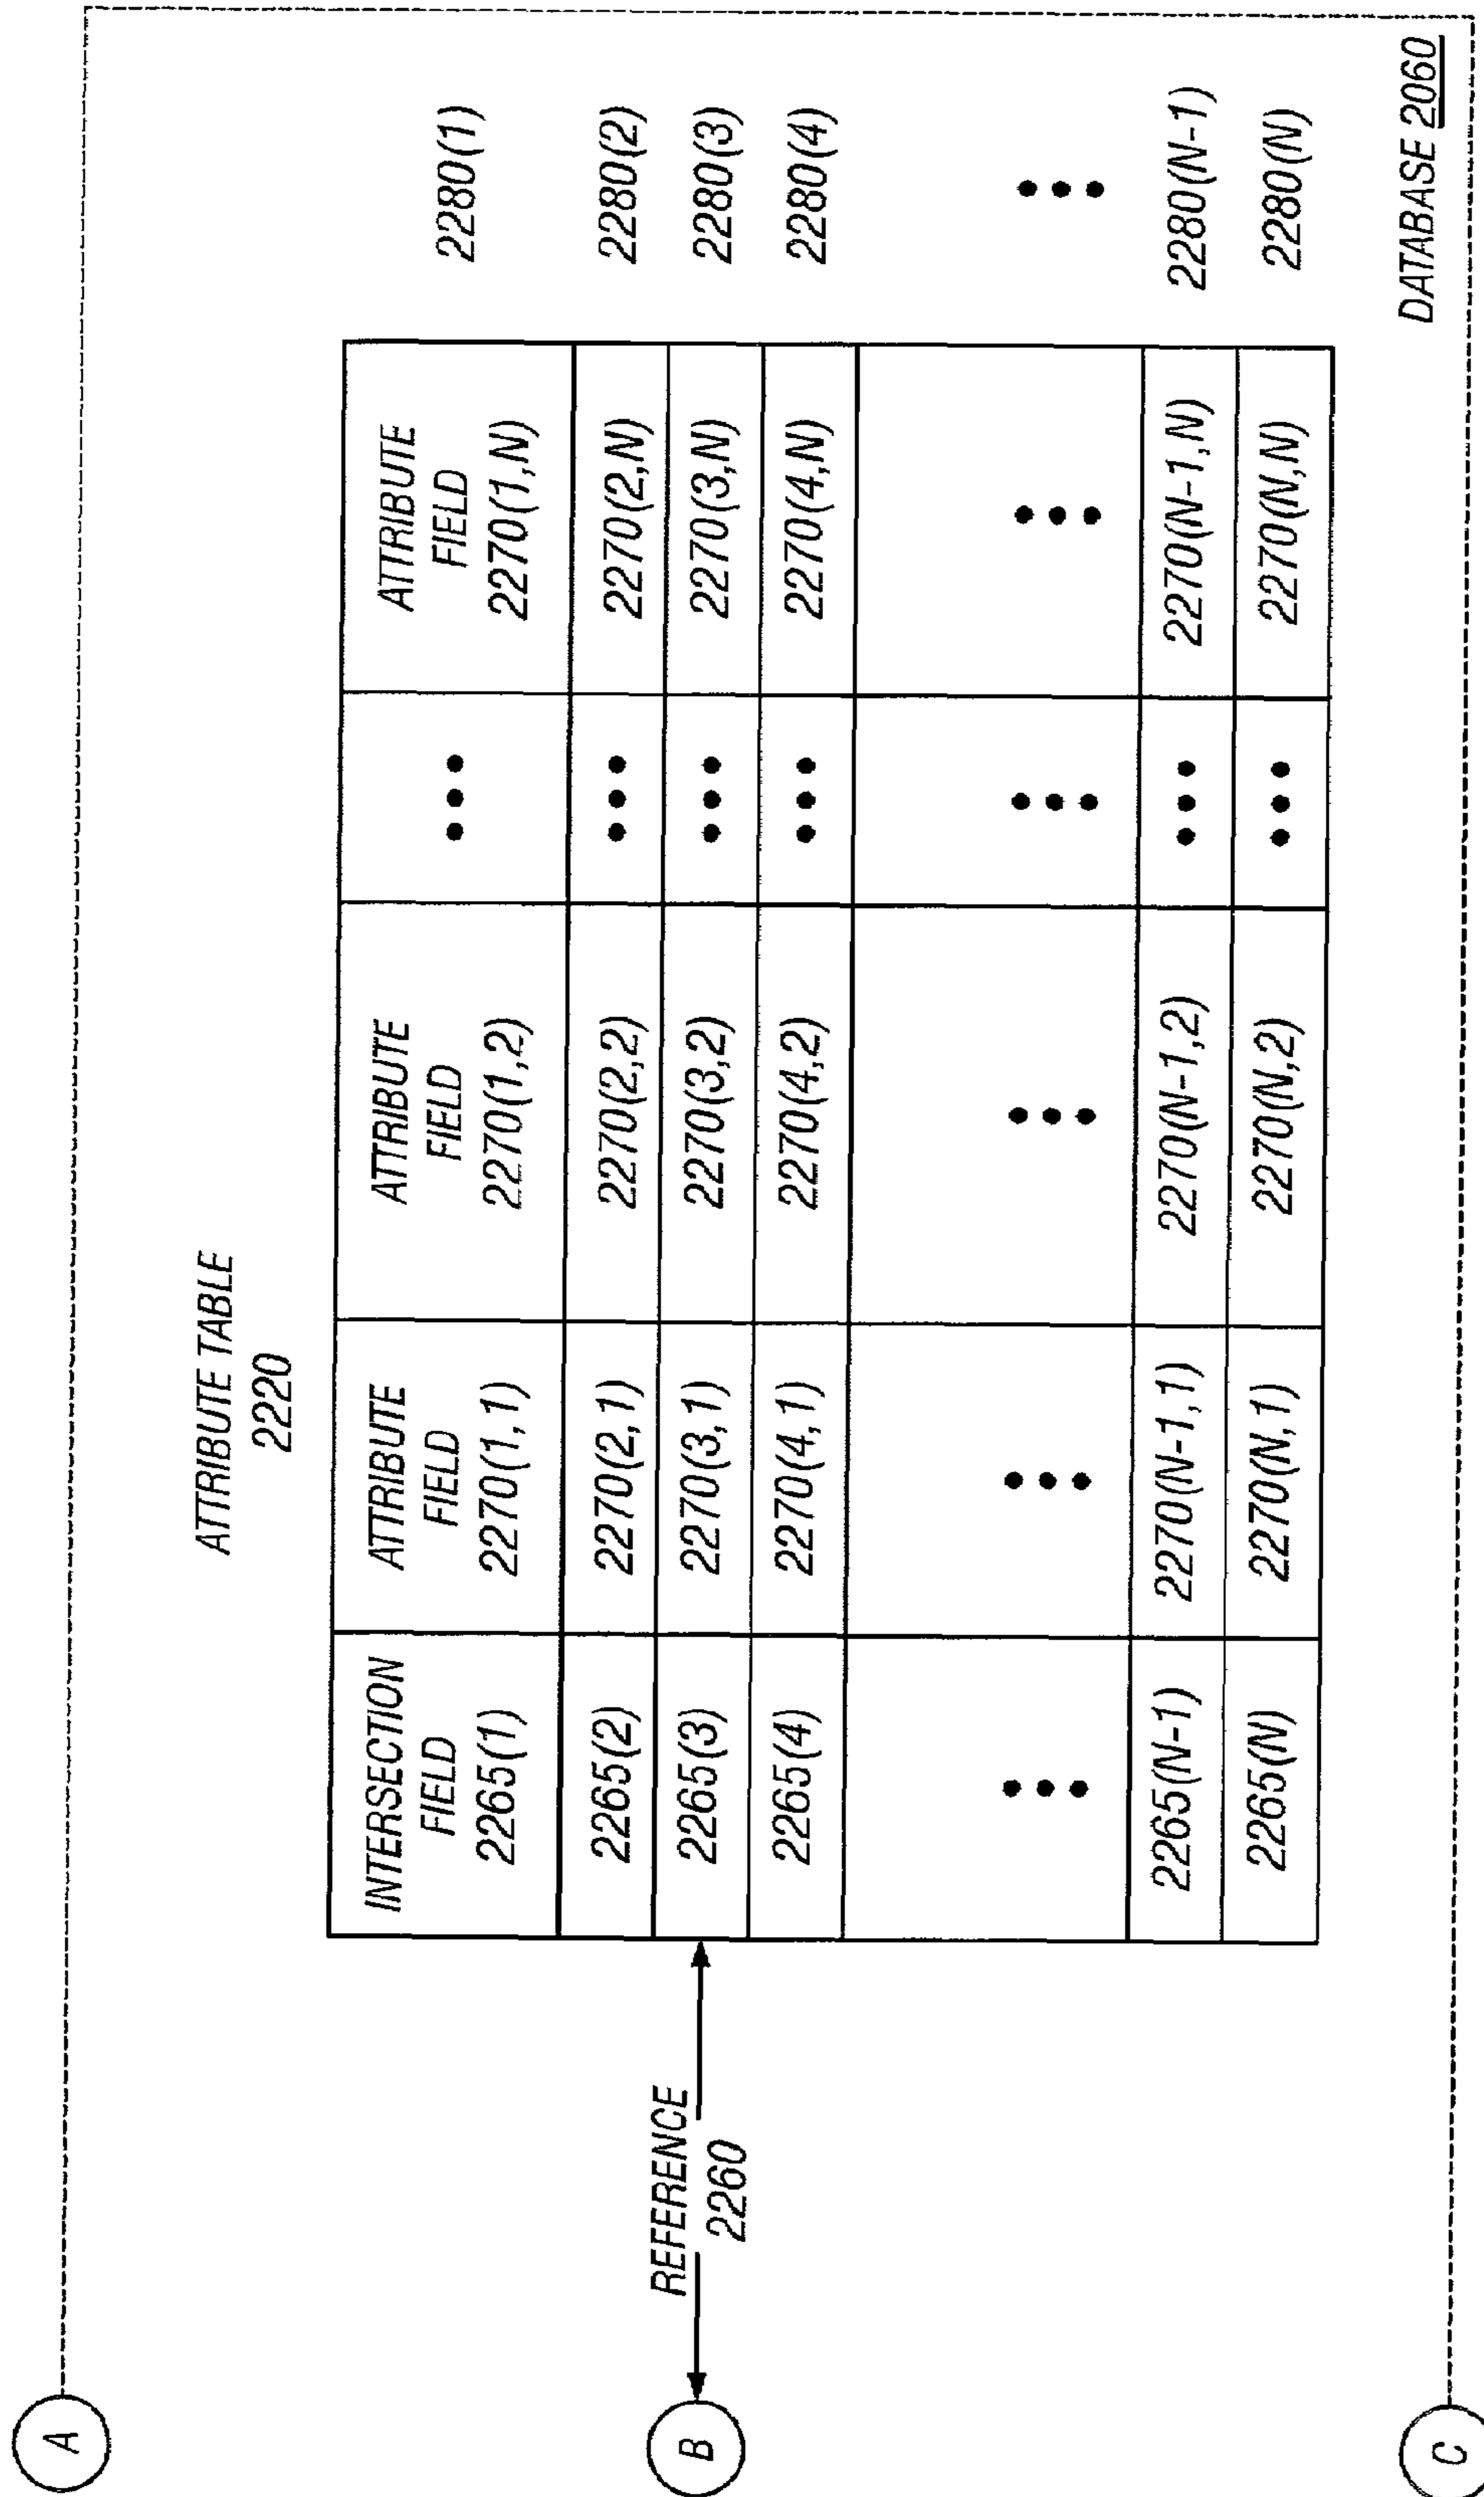 A
ATTRIBUTE TABLE
2220
INTERSECTION
FIELD
2265(1)
ATTRIBUTE
FIELD
2270(1,1)
ATTRIBUTE
FIELD
2270(1,2)
•••
ATTRIBUTE
FIELD
2270(1,N)
2280(1)
2265(2) 2270(2,1) 2270(2,2) ••• 2270(2,N) 2280(2)
REFERENCE
2260
B
2265(3) 2270(3,1) 2270(3,2) ••• 2270(3,N) 2280(3)
2265(4) 2270(4,1) 2270(4,2) ••• 2270(4,N) 2280(4)
••• ••• ••• ••• ••• •••
2265(N-1) 2270(N-1,1) 2270(N-1,2) ••• 2270(N-1,N) 2280(N-1)
2265(N) 2270(N,1) 2270(N,2) ••• 2270(N,N) 2280(N)
DATABASE 2060
C